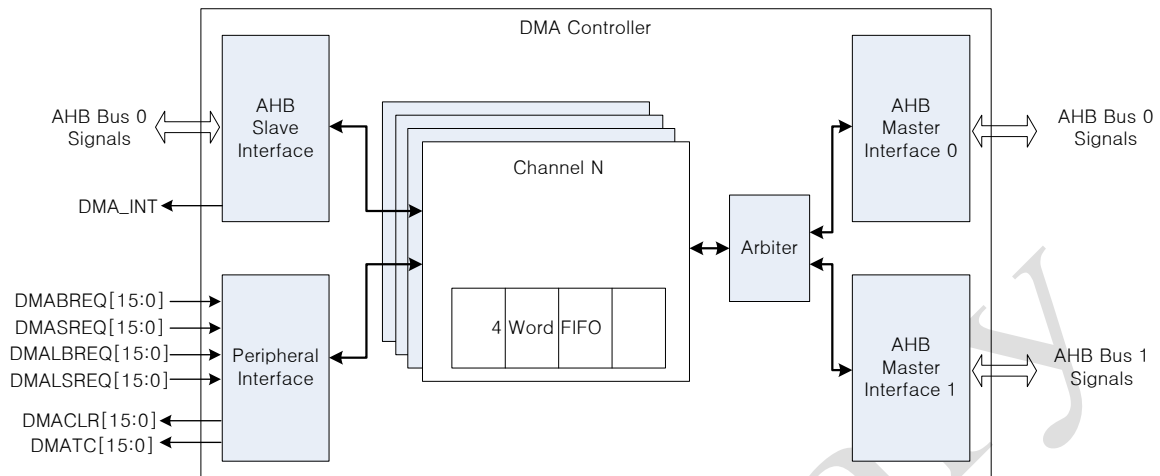 DMA Controller
AHB Bus 0
Signals
AHB
Slave
Interface
DMA_INT
DMABREQ[15:0]
DMASREQ[15:0]
DMALBREQ[15:0]
DMALSREQ[15:0]
DMACLR[15:0]
DMATC[15:0]
Peripheral
Interface
Channel N
4 Word FIFO
Arbiter
AHB
Master
Interface 0
AHB Bus 0
Signals
AHB
Master
Interface 1
AHB Bus 1
Signals